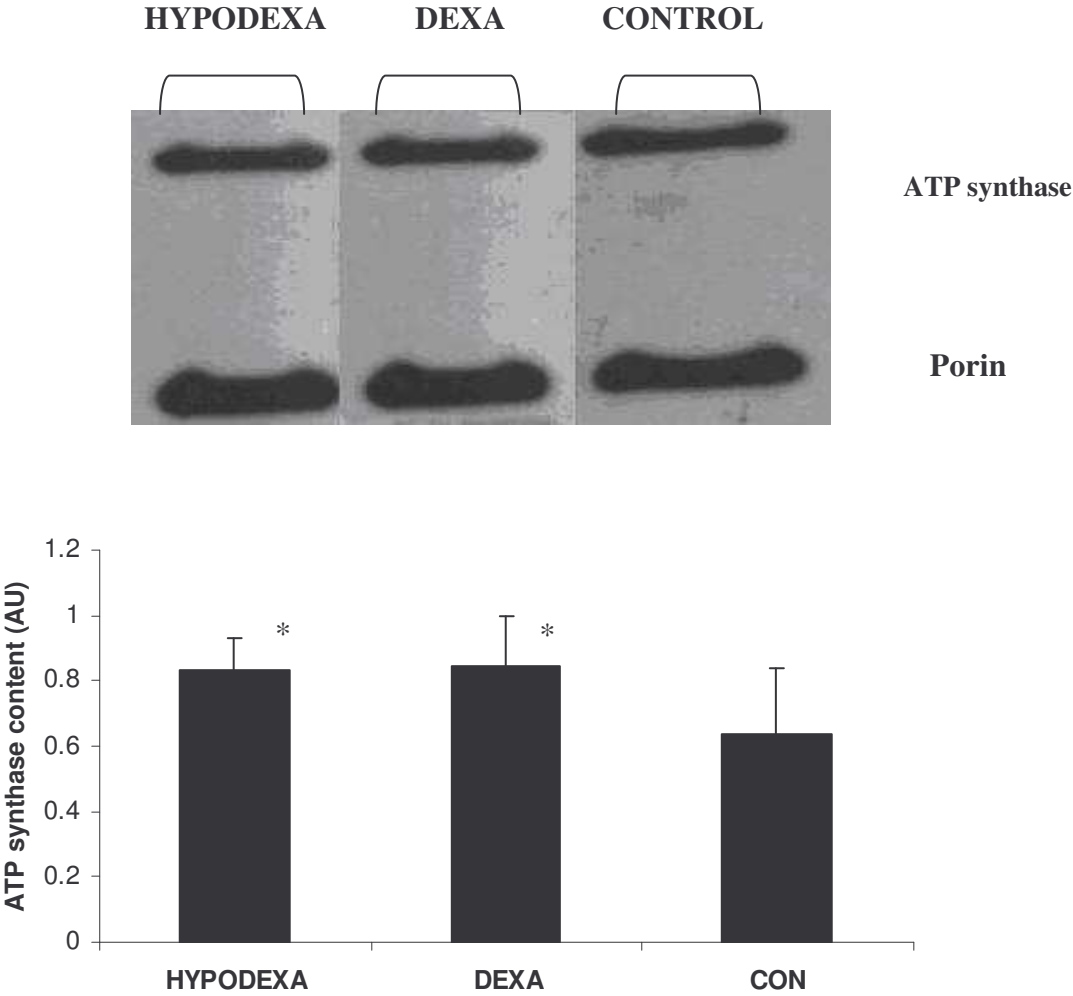 HYPODEXA DEXA CONTROL
ATP synthase
Porin
ATP synthase content (AU)
1.2
1
0.8
0.6
0.4
0.2
0
* *
HYPODEXA DEXA CON